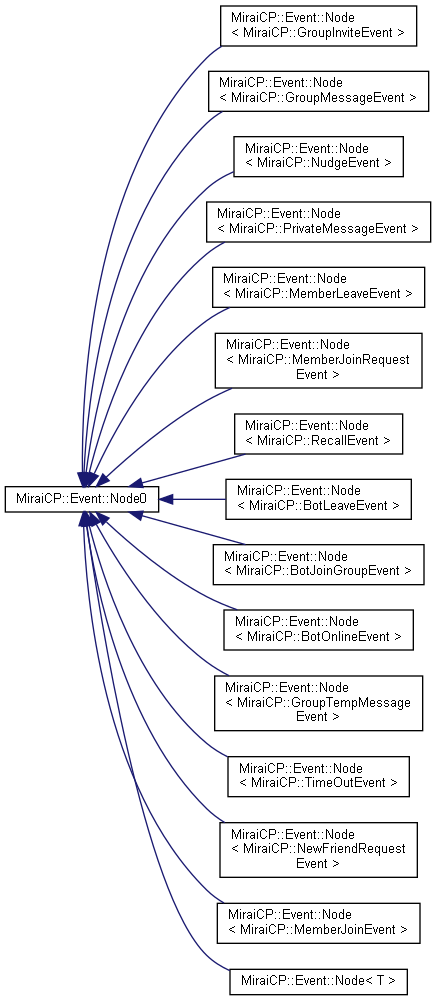 MiraiCP::Event::Node
< MiraiCP::GroupInviteEvent >
MiraiCP::Event::Node
< MiraiCP::GroupMessageEvent >
MiraiCP::Event::Node
< MiraiCP::NudgeEvent >
MiraiCP::Event::Node
< MiraiCP::PrivateMessageEvent >
MiraiCP::Event::Node
< MiraiCP::MemberLeaveEvent >
MiraiCP::Event::Node
< MiraiCP::MemberJoinRequest
Event >
MiraiCP::Event::Node
< MiraiCP::RecallEvent >
MiraiCP::Event::Node0
MiraiCP::Event::Node
< MiraiCP::BotLeaveEvent >
MiraiCP::Event::Node
< MiraiCP::BotJoinGroupEvent >
MiraiCP::Event::Node
< MiraiCP::BotOnlineEvent >
MiraiCP::Event::Node
< MiraiCP::GroupTempMessage
Event >
MiraiCP::Event::Node
< MiraiCP::TimeOutEvent >
MiraiCP::Event::Node
< MiraiCP::NewFriendRequest
Event >
MiraiCP::Event::Node
< MiraiCP::MemberJoinEvent >
MiraiCP::Event::Node< T >